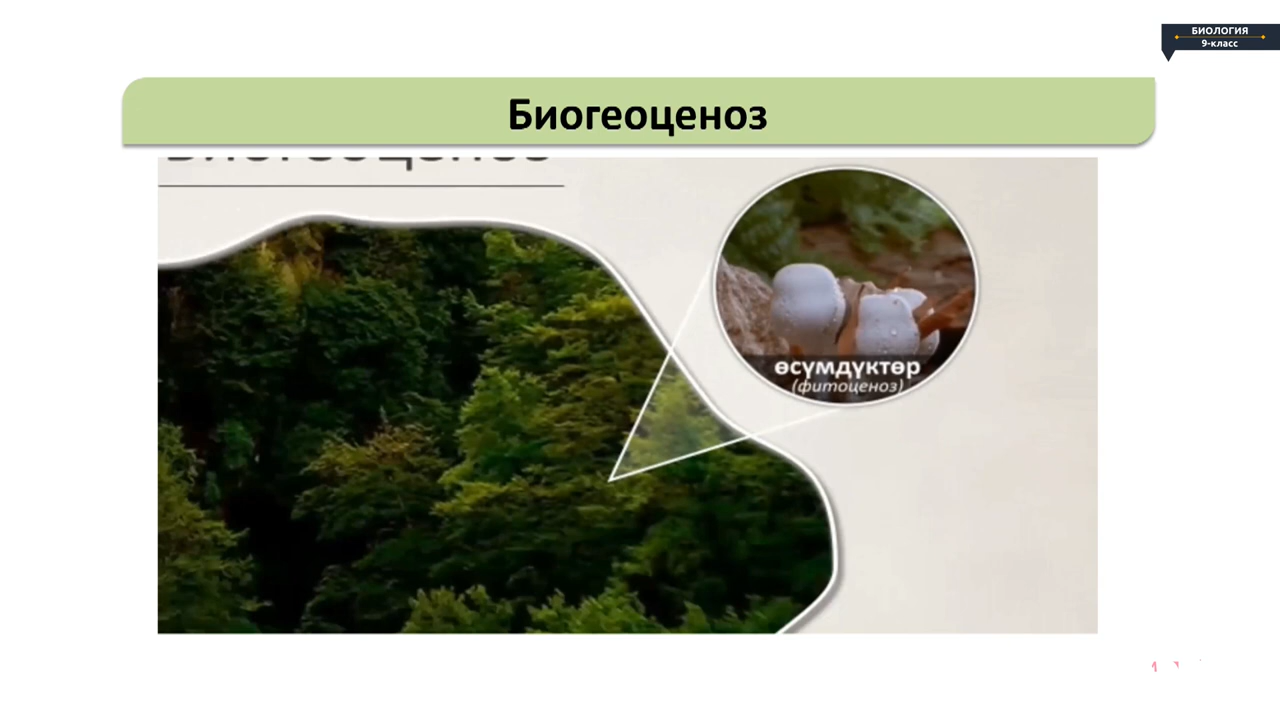 БИОЛОГИЯ
9-класс
Биогеоценоз
Биогеоценоз
өсүмдүктөр
(фитоценоз)